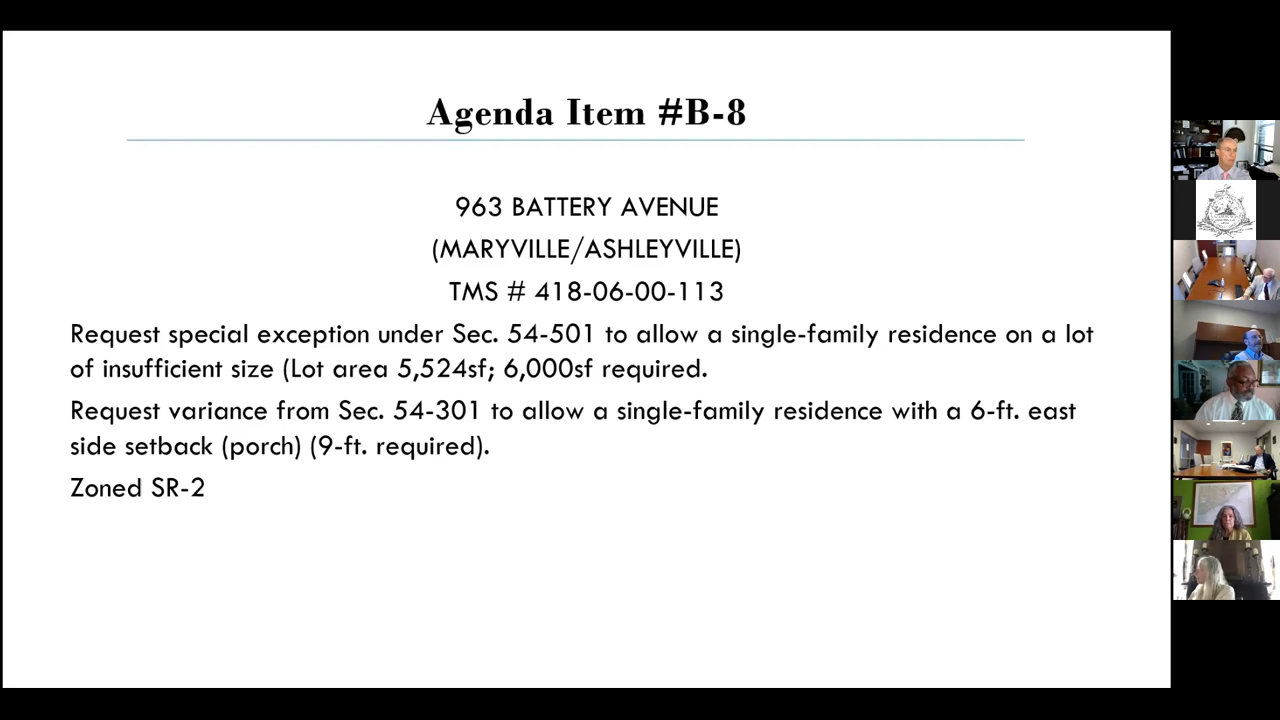 Agenda Item #B-8
963 BATTERY AVENUE
(MARYVILLE/ASHLEYVILLE)
TMS # 418-06-00-113
Request special exception under Sec. 54-501 to allow a single-family residence on a lot
of insufficient size (Lot area 5,524sf; 6,000sf required.
Request variance from Sec. 54-301 to allow a single-family residence with a 6-ft. east
side setback (porch) (9-ft. required).
Zoned SR-2